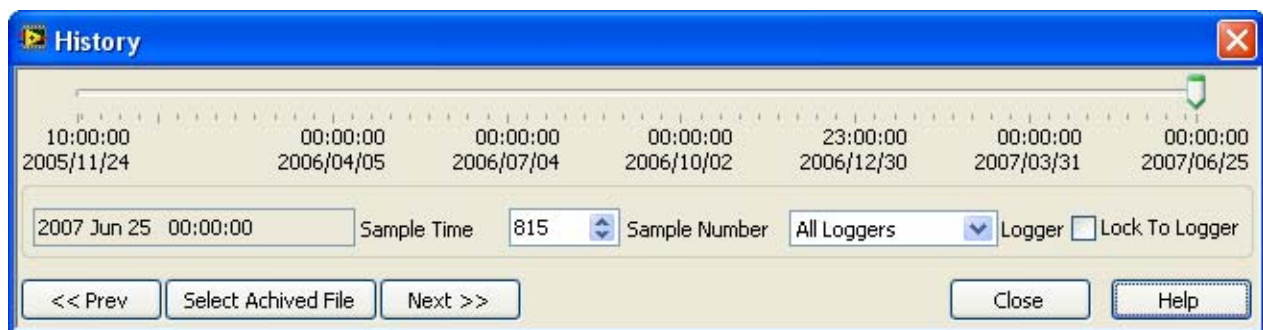 History
10:00:00 00:00:00 00:00:00 00:00:00 23:00:00 00:00:00 00:00:00
2005/11/24 2006/04/05 2006/07/04 2006/10/02 2006/12/30 2007/03/31 2007/06/25
2007 Jun 25 00:00:00 Sample Time 815 Sample Number All Loggers Logger Lock To Logger
<< Prev Select Achived File Next >> Close Help